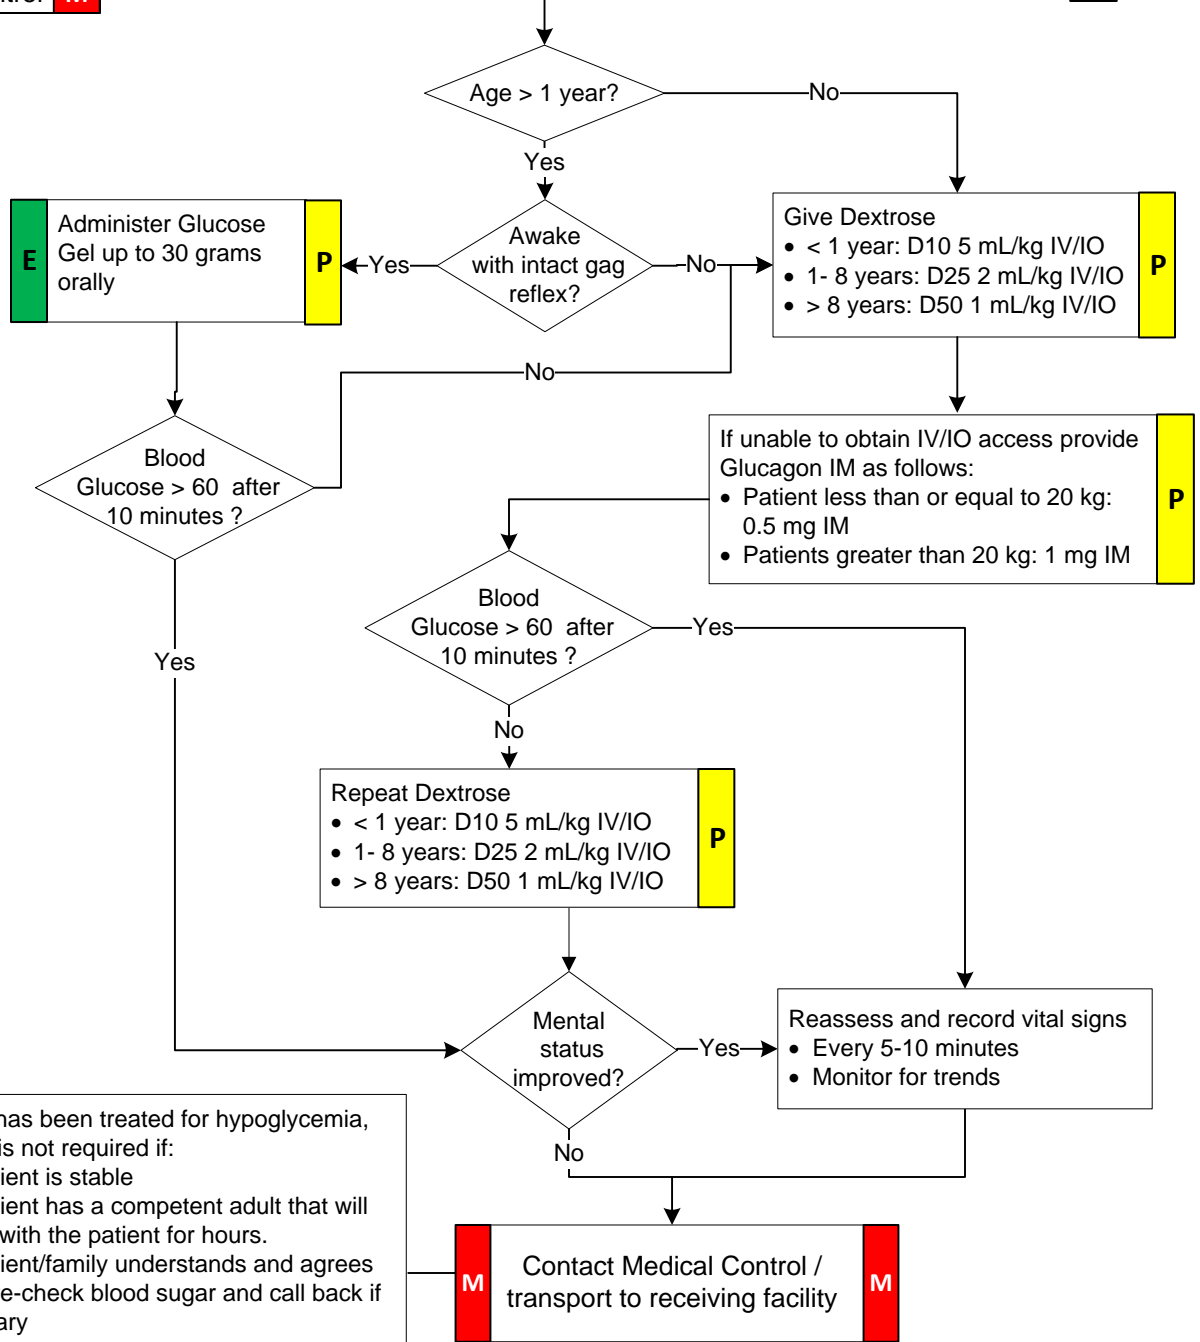 M
Age > 1 year?
No
Yes
E
Administer Glucose
Gel up to 30 grams
orally
P
Yes
Awake
with intact gag
reflex?
No
Give Dextrose
• < 1 year: D10 5 mL/kg IV/IO
• 1- 8 years: D25 2 mL/kg IV/IO
• > 8 years: D50 1 mL/kg IV/IO
P
No
Blood
Glucose > 60 after
10 minutes ?
If unable to obtain IV/IO access provide
Glucagon IM as follows:
• Patient less than or equal to 20 kg:
0.5 mg IM
• Patients greater than 20 kg: 1 mg IM
P
Blood
Glucose > 60 after
10 minutes ?
Yes
Yes
No
Repeat Dextrose
• < 1 year: D10 5 mL/kg IV/IO
• 1- 8 years: D25 2 mL/kg IV/IO
• > 8 years: D50 1 mL/kg IV/IO
P
Mental
status
improved?
Yes
Reassess and record vital signs
• Every 5-10 minutes
• Monitor for trends
No
has been treated for hypoglycemia,
is not required if:
ient is stable
ient has a competent adult that will
with the patient for hours.
ient/family understands and agrees
e-check blood sugar and call back if
ary
M
Contact Medical Control /
transport to receiving facility
M